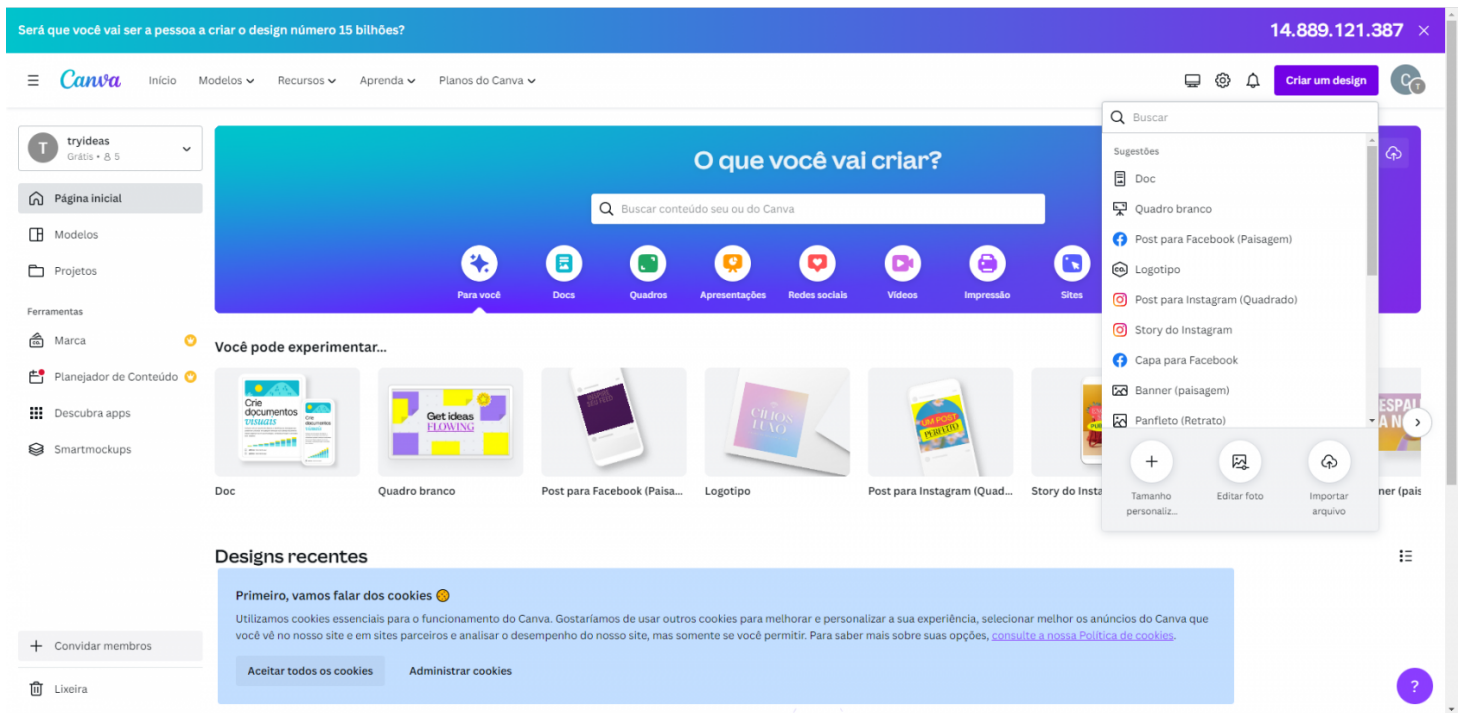 Será que você vai ser a pessoa a criar o design número 15 bilhões?
14.889.121.387
Canva
Início
Modelos
Recursos
Aprenda
Planos do Canva
Criar um design
C
T
T
tryideas
Grátis • 5
Página inicial
Modelos
Projetos
Ferramentas
Marca
Planejador de Conteúdo
Descubra apps
Smartmockups
Convidar membros
Lixeira
O que você vai criar?
Buscar conteúdo seu ou do Canva
Para você
Docs
Quadros
Apresentações
Redes sociais
Vídeos
Impressão
Sites
Buscar
Sugestões
Doc
Quadro branco
Post para Facebook (Paisagem)
Logotipo
Post para Instagram (Quadrado)
Story do Instagram
Capa para Facebook
Banner (paisagem)
Panfleto (Retrato)
Tamanho
personaliz...
Editar foto
Importar
arquivo
Você pode experimentar...
Crie
documentos
visuais
Get ideas
FLOWING
CÍLIOS
LUXO
UM POST
PERFEITO
Doc
Quadro branco
Post para Facebook (Paisa...
Logotipo
Post para Instagram (Quad...
Story do Insta
ner (pais
Designs recentes
Primeiro, vamos falar dos cookies
Utilizamos cookies essenciais para o funcionamento do Canva. Gostaríamos de usar outros cookies para melhorar e personalizar a sua experiência, selecionar melhor os anúncios do Canva que
você vê no nosso site e em sites parceiros e analisar o desempenho do nosso site, mas somente se você permitir. Para saber mais sobre suas opções, consulte a nossa Política de cookies.
Aceitar todos os cookies
Administrar cookies
?